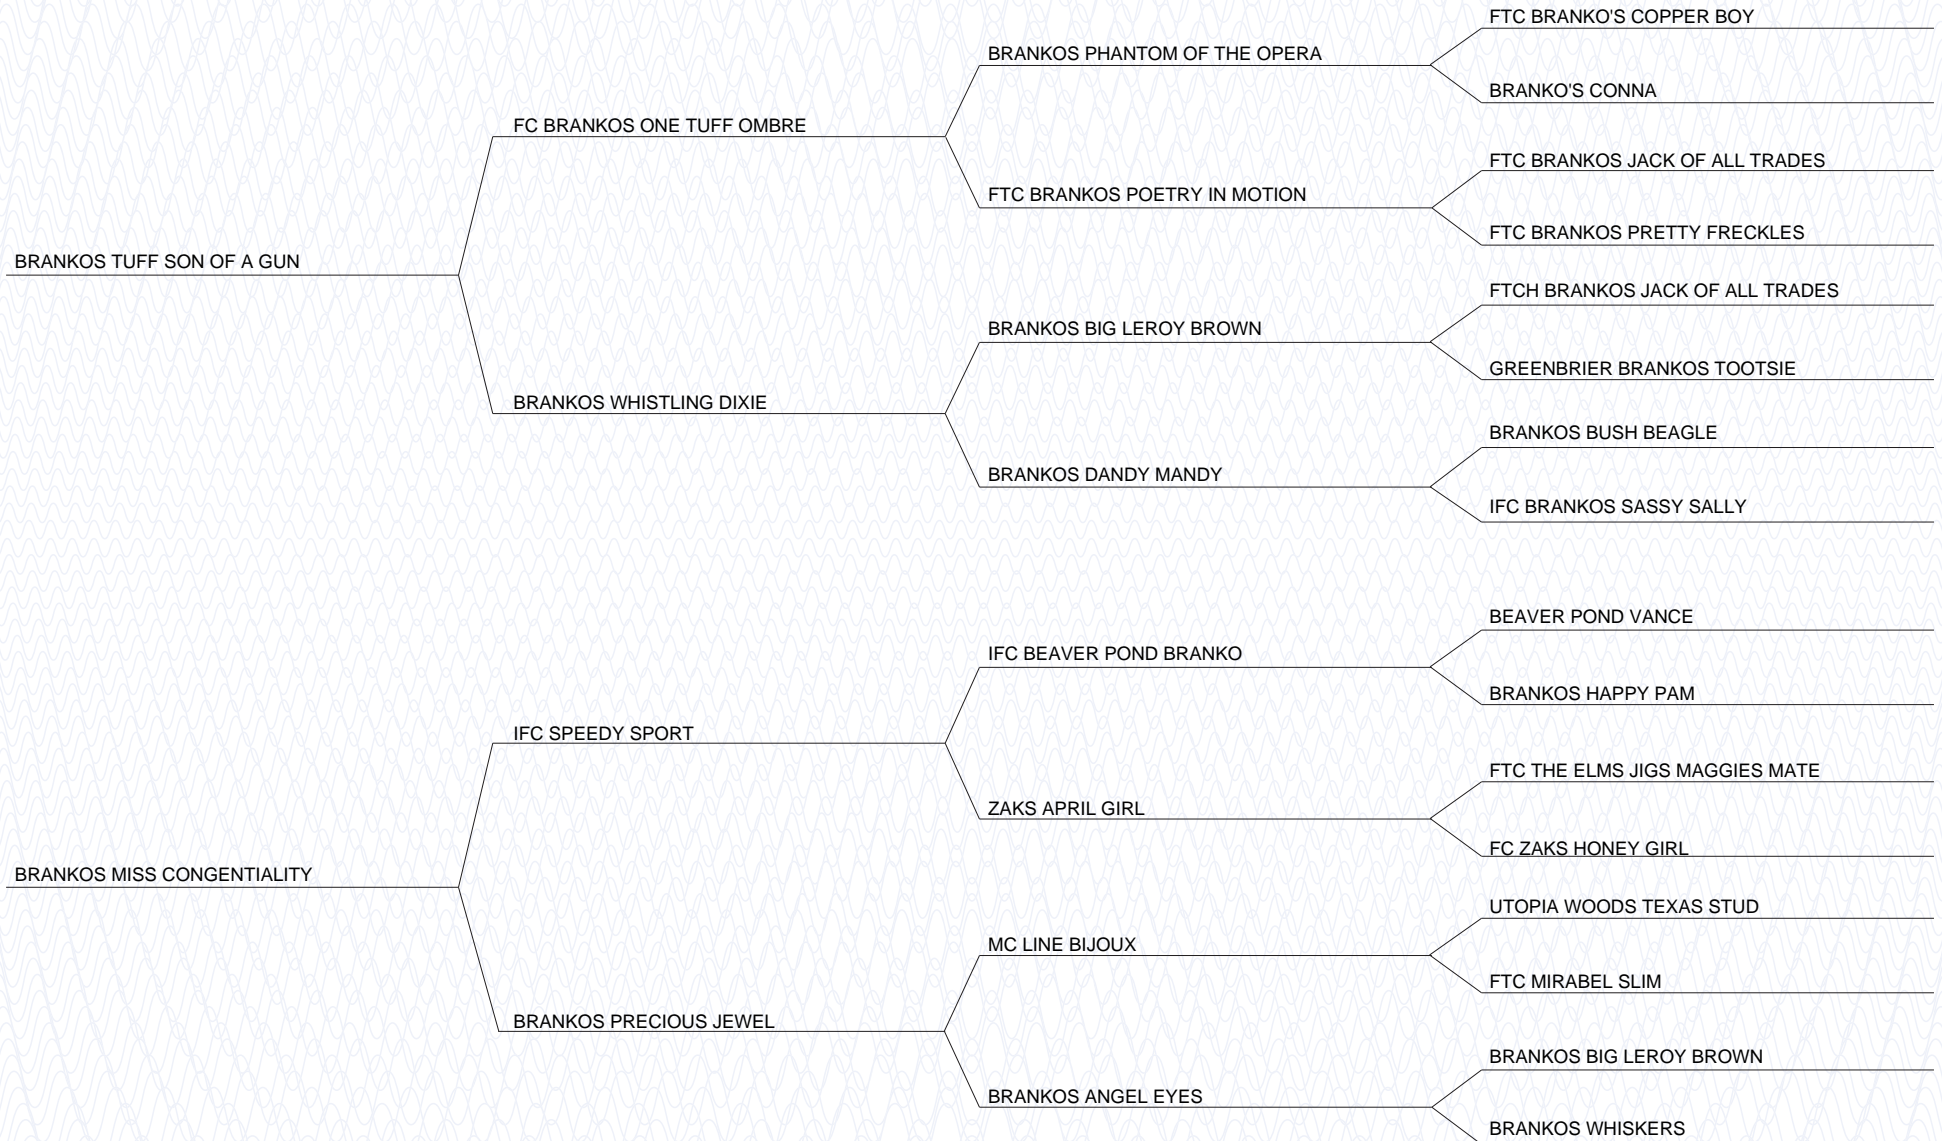 FTC BRANKO'S COPPER BOY
BRANKOS PHANTOM OF THE OPERA
BRANKO'S CONNA
FC BRANKOS ONE TUFF OMBRE
FTC BRANKOS JACK OF ALL TRADES
FTC BRANKOS POETRY IN MOTION
FTC BRANKOS PRETTY FRECKLES
BRANKOS TUFF SON OF A GUN
FTCH BRANKOS JACK OF ALL TRADES
BRANKOS BIG LEROY BROWN
GREENBRIER BRANKOS TOOTSIE
BRANKOS WHISTLING DIXIE
BRANKOS BUSH BEAGLE
BRANKOS DANDY MANDY
IFC BRANKOS SASSY SALLY
BEAVER POND VANCE
IFC BEAVER POND BRANKO
BRANKOS HAPPY PAM
IFC SPEEDY SPORT
FTC THE ELMS JIGS MAGGIES MATE
ZAKS APRIL GIRL
FC ZAKS HONEY GIRL
BRANKOS MISS CONGENTIALITY
UTOPIA WOODS TEXAS STUD
MC LINE BIJOUX
FTC MIRABEL SLIM
BRANKOS PRECIOUS JEWEL
BRANKOS BIG LEROY BROWN
BRANKOS ANGEL EYES
BRANKOS WHISKERS